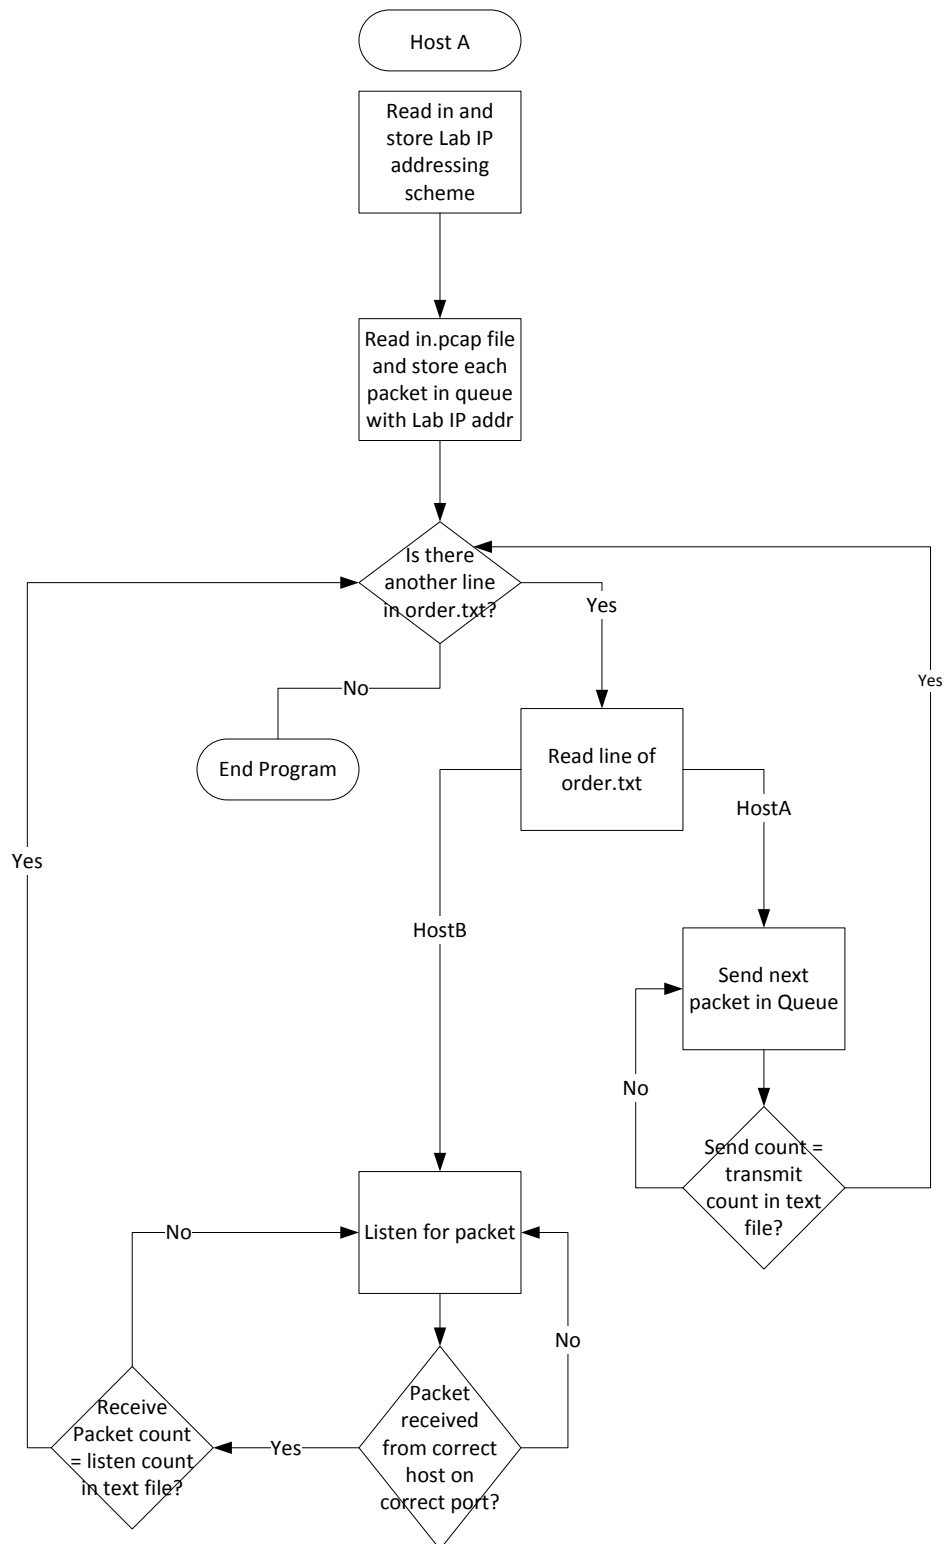 Host A
Read in and
store Lab IP
addressing
scheme
Read in.pcap file
and store each
packet in queue
with Lab IP addr
Is there
another line
in order.txt?
Yes
No
Yes
End Program
Read line of
order.txt
HostA
Yes
HostB
Send next
packet in Queue
No
Send count =
transmit
count in text
file?
No
Listen for packet
No
Receive
Packet count
= listen count
in text file?
Yes
Packet
received
from correct
host on
correct port?